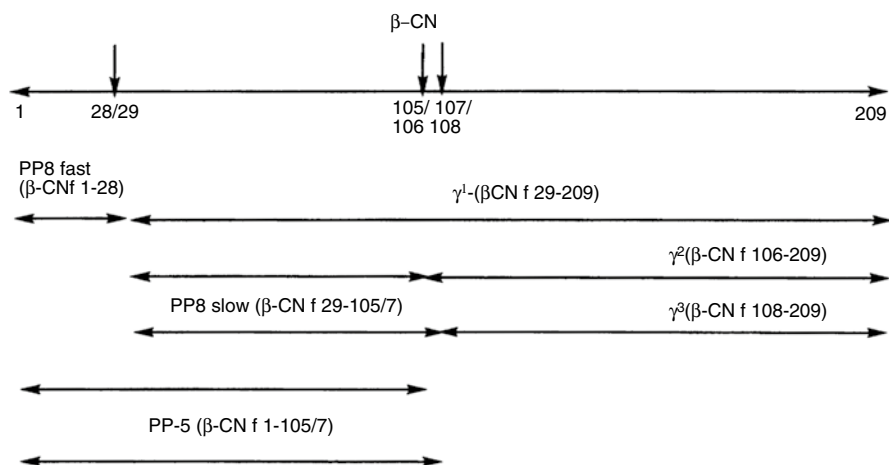 β–CN
1
28/29
105/ 107/
106 108
209
PP8 fast
(β-CNf 1-28)
γ¹-(βCN f 29-209)
γ²(β-CN f 106-209)
PP8 slow (β-CN f 29-105/7)
γ³(β-CN f 108-209)
PP-5 (β-CN f 1-105/7)